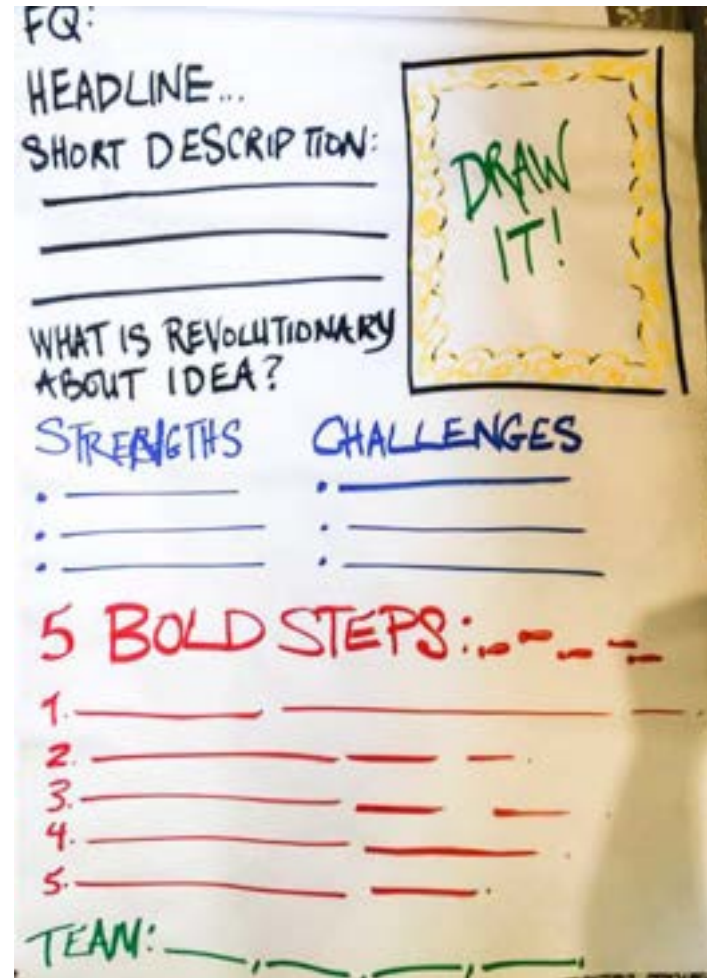 FQ:
HEADLINE...
SHORT DESCRIPTION:
DRAW
IT!
WHAT IS REVOLUTIONARY
ABOUT IDEA?
STRENGTHS
CHALLENGES
5 BOLD STEPS:
1.
2.
3.
4.
5.
TEAM: